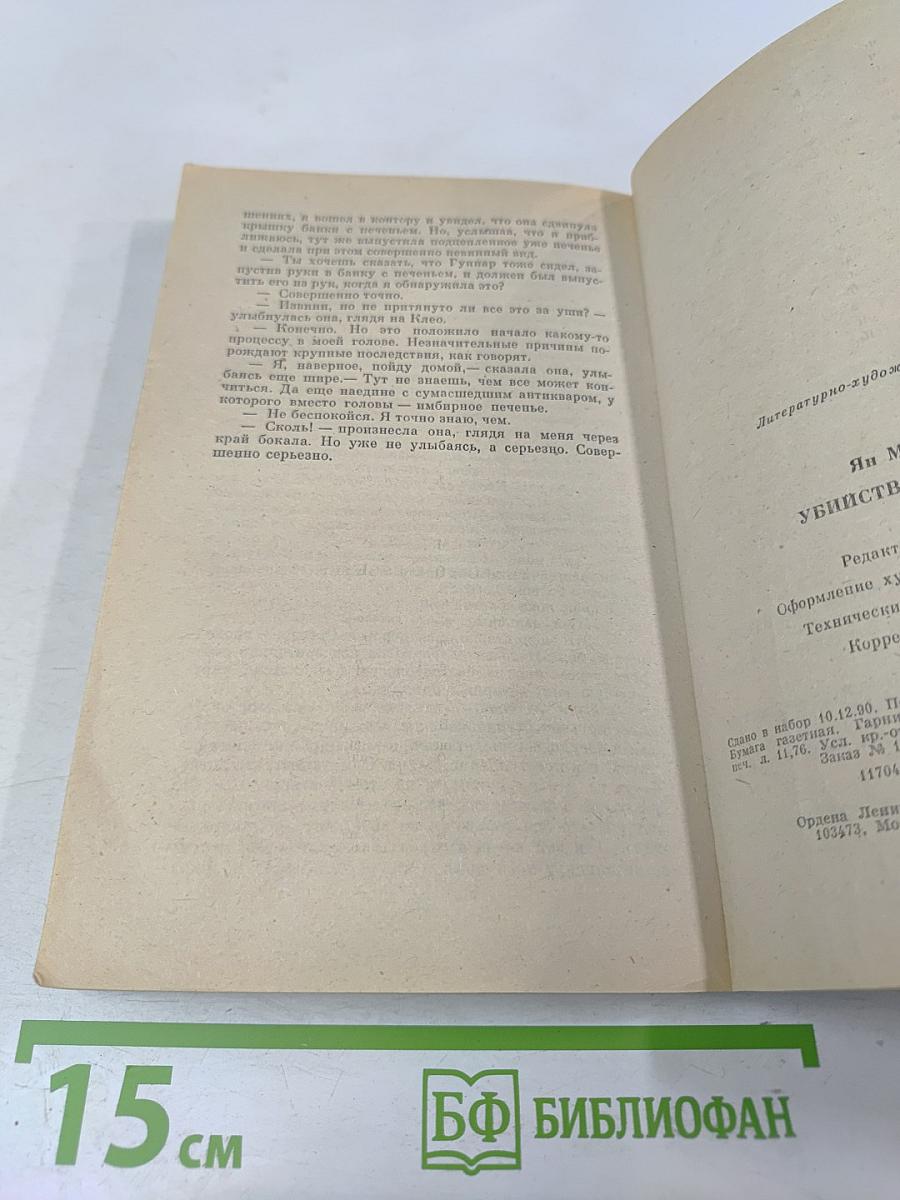 шениях, я вошел в контору и увидел, что она сдвинула
крышку банки с печеньем. Но, услышав, что я приб-
лижаюсь, тут же выпустила подцепленное уже печенье
и сделала при этом совершенно невинный вид.
— Ты хочешь сказать, что Гуннар тоже сидел, за-
пустив руки в банку с печеньем, и должен был выпус-
тить его из рук, когда я обнаружила это?
— Совершенно точно.
— Извини, но не притянуто ли все это за уши? —
улыбнулась она, глядя на Клео.
— Конечно. Но это положило начало какому-то
процессу в моей голове. Незначительные причины по-
рождают крупные последствия, как говорят.
— Я, наверное, пойду домой,— сказала она, улы-
баясь еще шире.— Тут не знаешь, чем все может кон-
читься. Да еще наедине с сумасшедшим антикваром, у
которого вместо головы — имбирное печенье.
— Не беспокойся. Я точно знаю, чем.
— Сколь! — произнесла она, глядя на меня через
край бокала. Но уже не улыбаясь, а серьезно. Совер-
шенно серьезно.
Литературно-худож
Ян М
УБИЙСТВ
Редакт
Оформление ху
Технически
Корре
Сдано в набор 10.12.90. П
Бумага газетная. Гарни
печ. л. 11,76. Усл. кр.-от
Заказ № 1
11704
Ордена Лени
103473, Мо
15 см
БФ БИБЛИОФАН